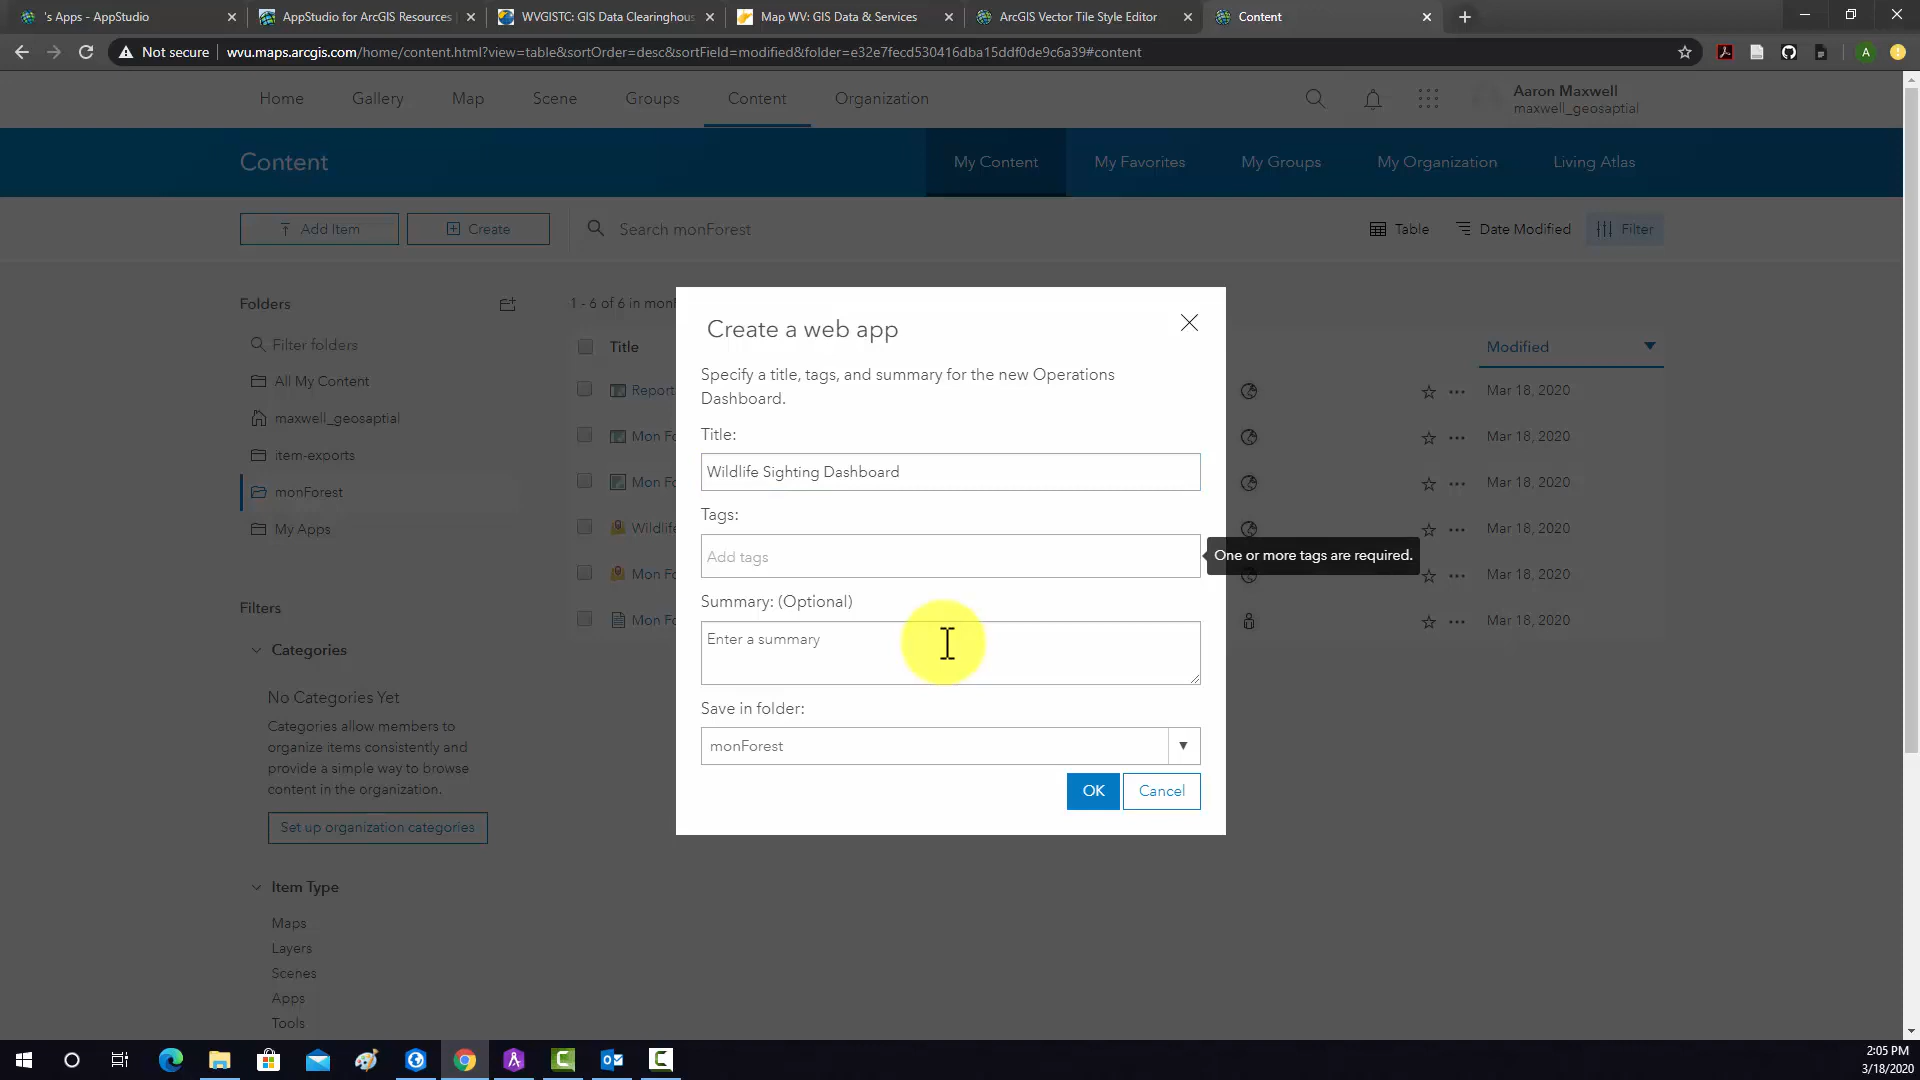 's Apps - AppStudio
AppStudio for ArcGIS Resources
WVGISTC: GIS Data Clearinghous
Map WV: GIS Data & Services
ArcGIS Vector Tile Style Editor
Content
Not secure
wvu.maps.arcgis.com/home/content.html?view=table&sortOrder=desc&sortField=modified&folder=e32e7fecd530416dba15ddf0de9c6a39#content
A
Home
Gallery
Map
Scene
Groups
Content
Organization
Aaron Maxwell
maxwell_geosaptial
Content
My Content
My Favorites
My Groups
My Organization
Living Atlas
Add Item
Create
Search monForest
Table
Date Modified
Filter
Folders
Filter folders
All My Content
maxwell_geosaptial
item-exports
monForest
My Apps
Filters
Categories
No Categories Yet
Categories allow members to
organize items consistently and
provide a simple way to browse
content in the organization.
Set up organization categories
Item Type
Maps
Layers
Scenes
Apps
Tools
1 - 6 of 6 in monF
Title
Modified
Report
Mar 18, 2020
Mon Fo
Mar 18, 2020
Mon Fo
Mar 18, 2020
Wildlife
Mar 18, 2020
Mon Fo
Mar 18, 2020
Mon Fo
Mar 18, 2020
Create a web app
Specify a title, tags, and summary for the new Operations
Dashboard.
Title:
Wildlife Sighting Dashboard
Tags:
Add tags
One or more tags are required.
Summary: (Optional)
Enter a summary
Save in folder:
monForest
OK
Cancel
2:05 PM
3/18/2020